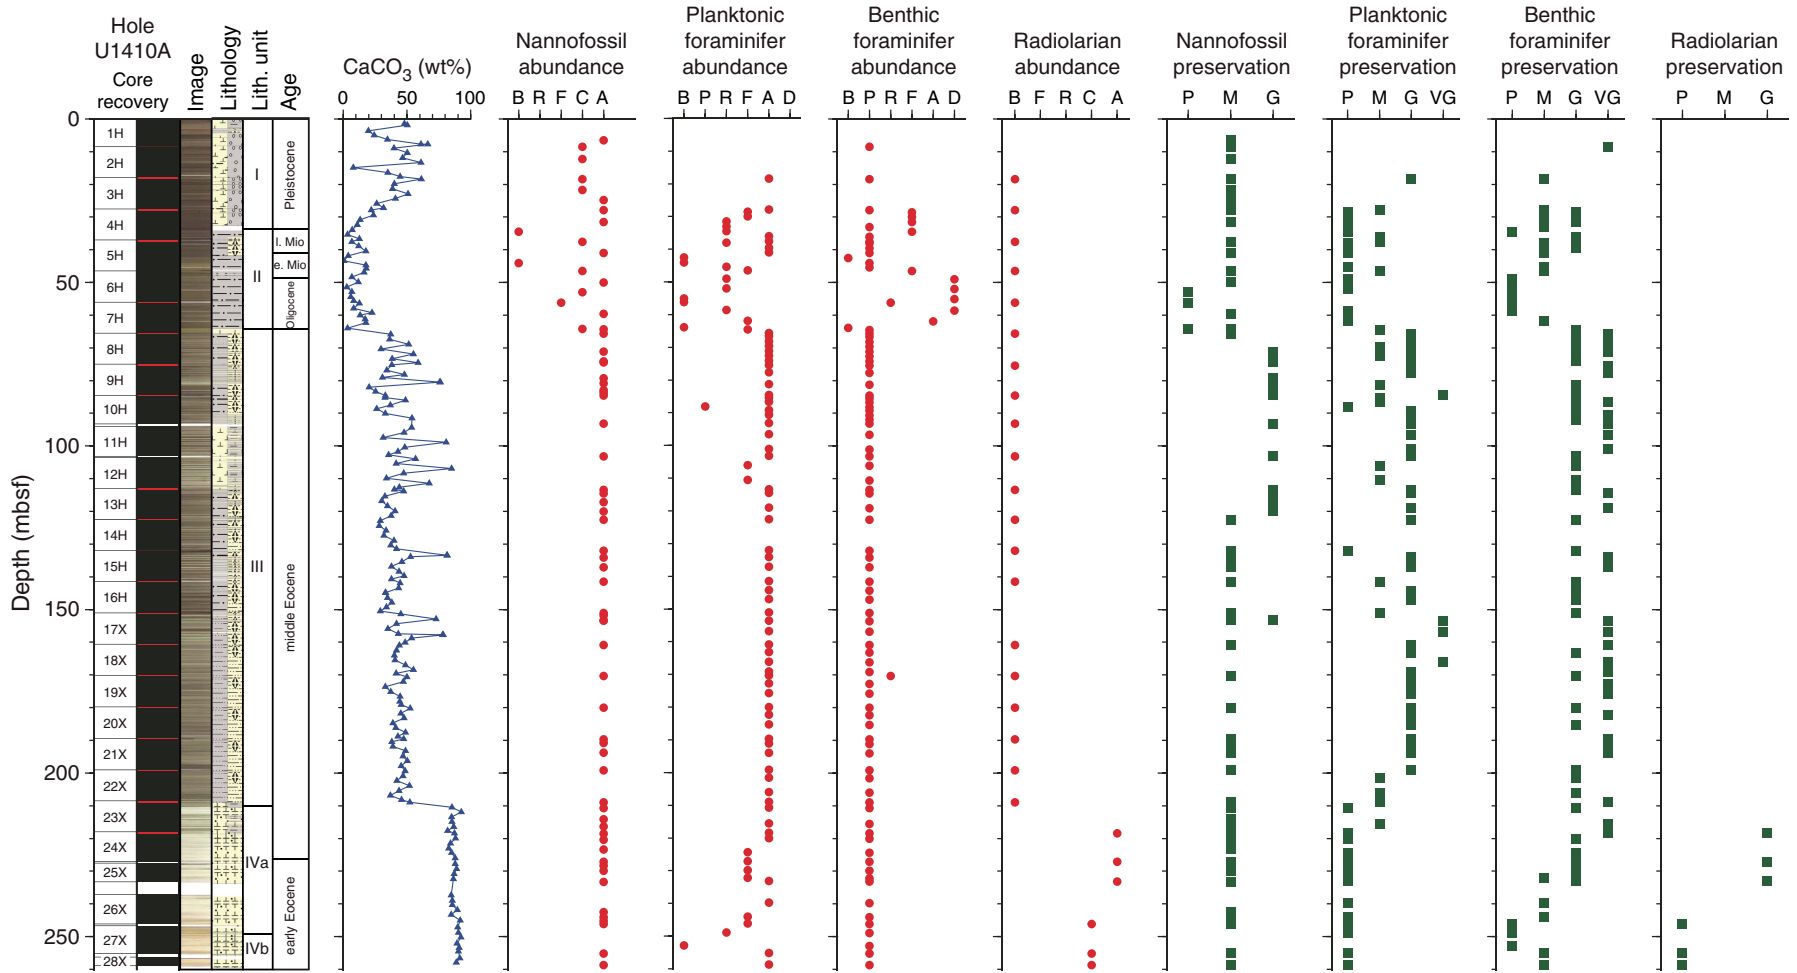 Hole
U1410A
Core
recovery
Image
Lithology
Lith. unit
Age
CaCO3 (wt%)
0 50 100
Nannofossil
abundance
B R F C A
Planktonic
foraminifer
abundance
B P R F A D
Benthic
foraminifer
abundance
B P R F A D
Radiolarian
abundance
B F R C A
Nannofossil
preservation
P M G
Planktonic
foraminifer
preservation
P M G VG
Benthic
foraminifer
preservation
P M G VG
Radiolarian
preservation
P M G
Depth (mbsf)
0
50
100
150
200
250
1H
2H
3H
4H
5H
6H
7H
8H
9H
10H
11H
12H
13H
14H
15H
16H
17X
18X
19X
20X
21X
22X
23X
24X
25X
26X
27X
28X
I
II
III
IVa
IVb
Pleistocene
l. Mio
e. Mio
Oligocene
middle Eocene
early Eocene